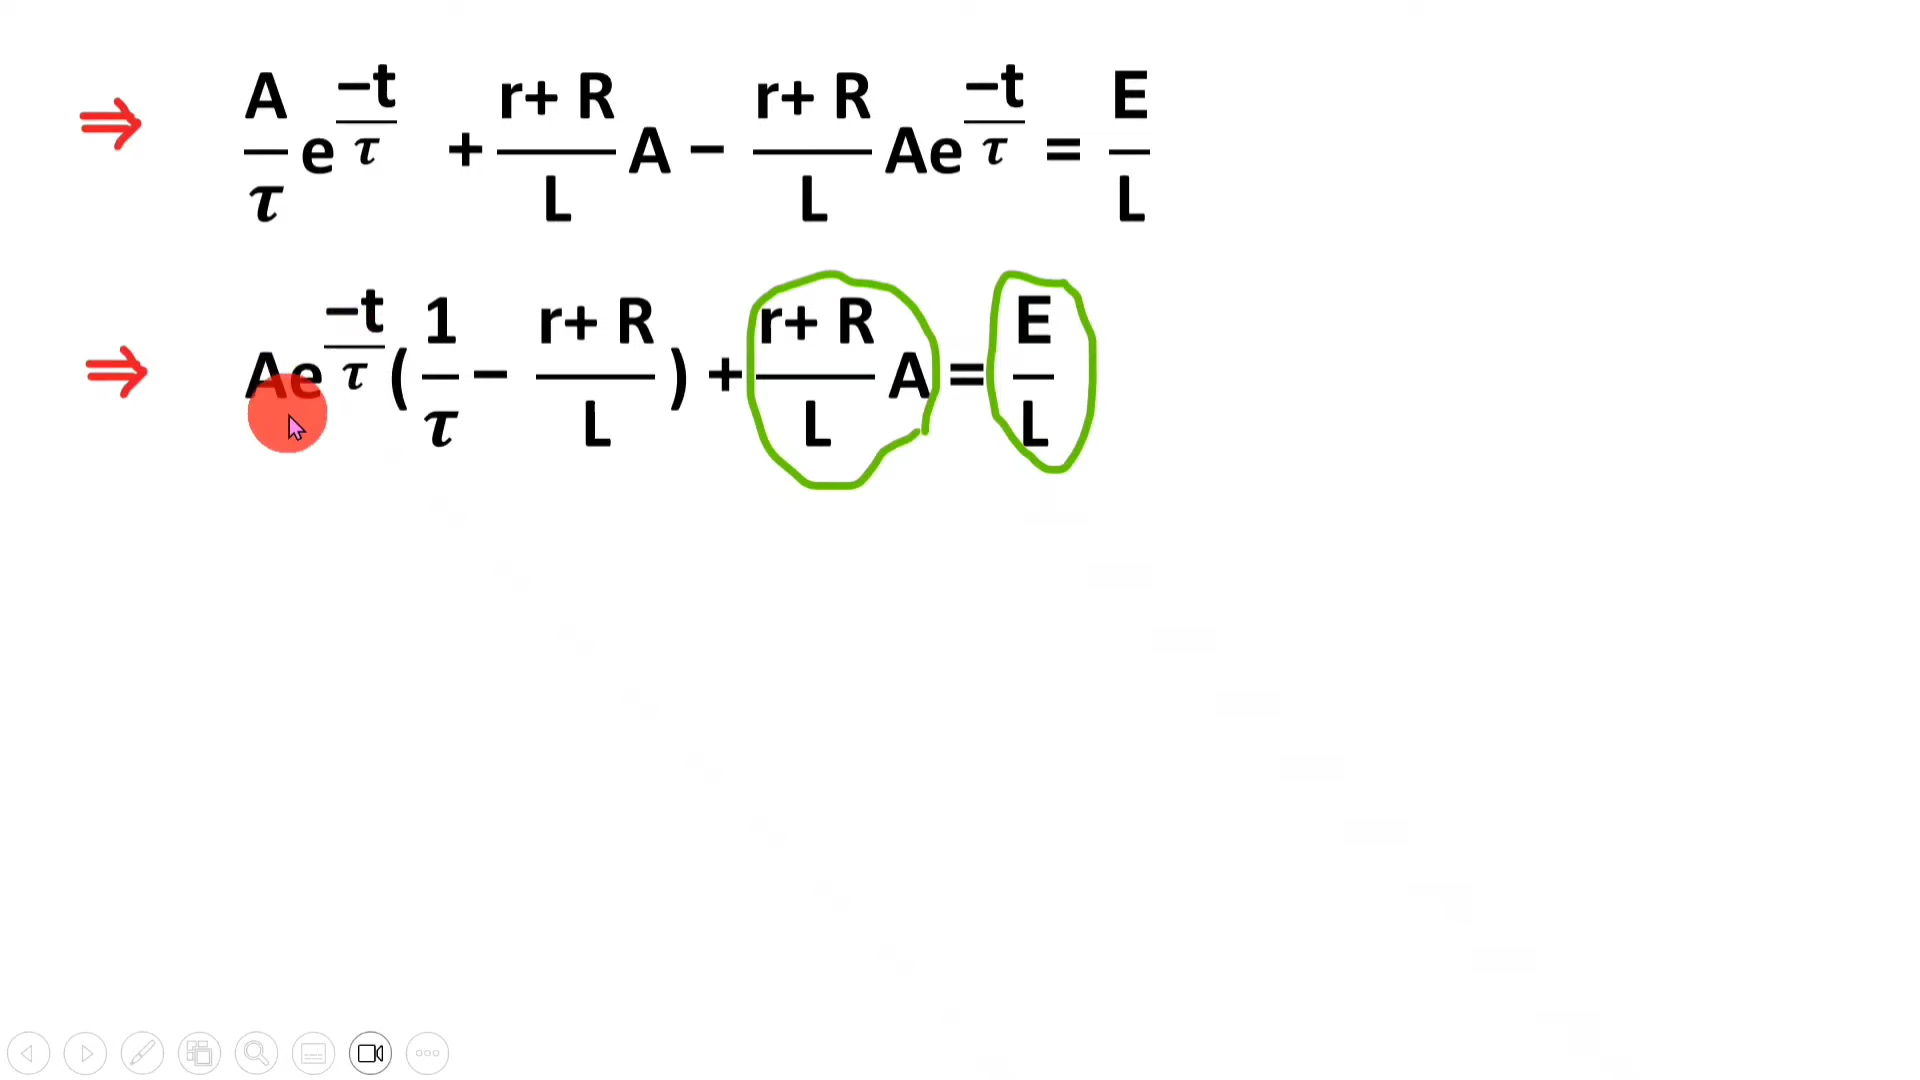 ⇒ A/τ e^(−t/τ) + r+ R/L A − r+ R/L Ae^(−t/τ) = E/L
⇒ Ae^(−t/τ) (1/τ − r+ R/L) + r+ R/L A = E/L